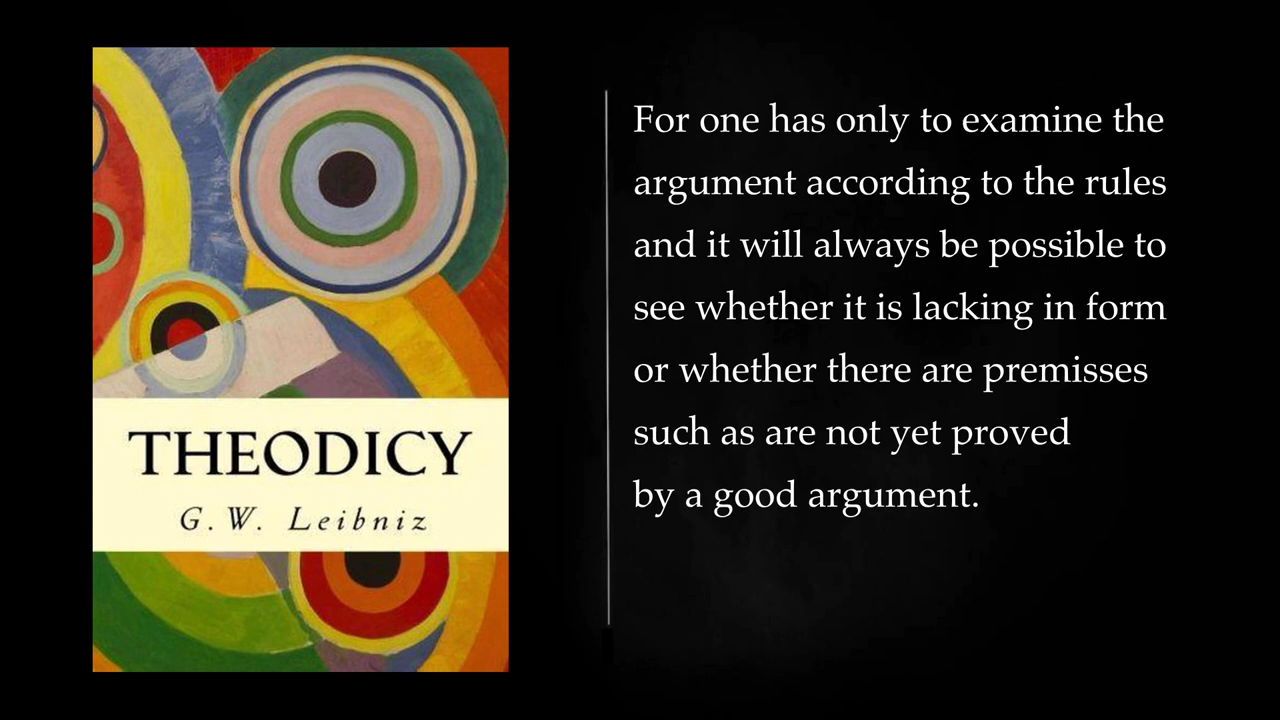 THEODICY
G. W. Leibniz
For one has only to examine the
argument according to the rules
and it will always be possible to
see whether it is lacking in form
or whether there are premisses
such as are not yet proved
by a good argument.